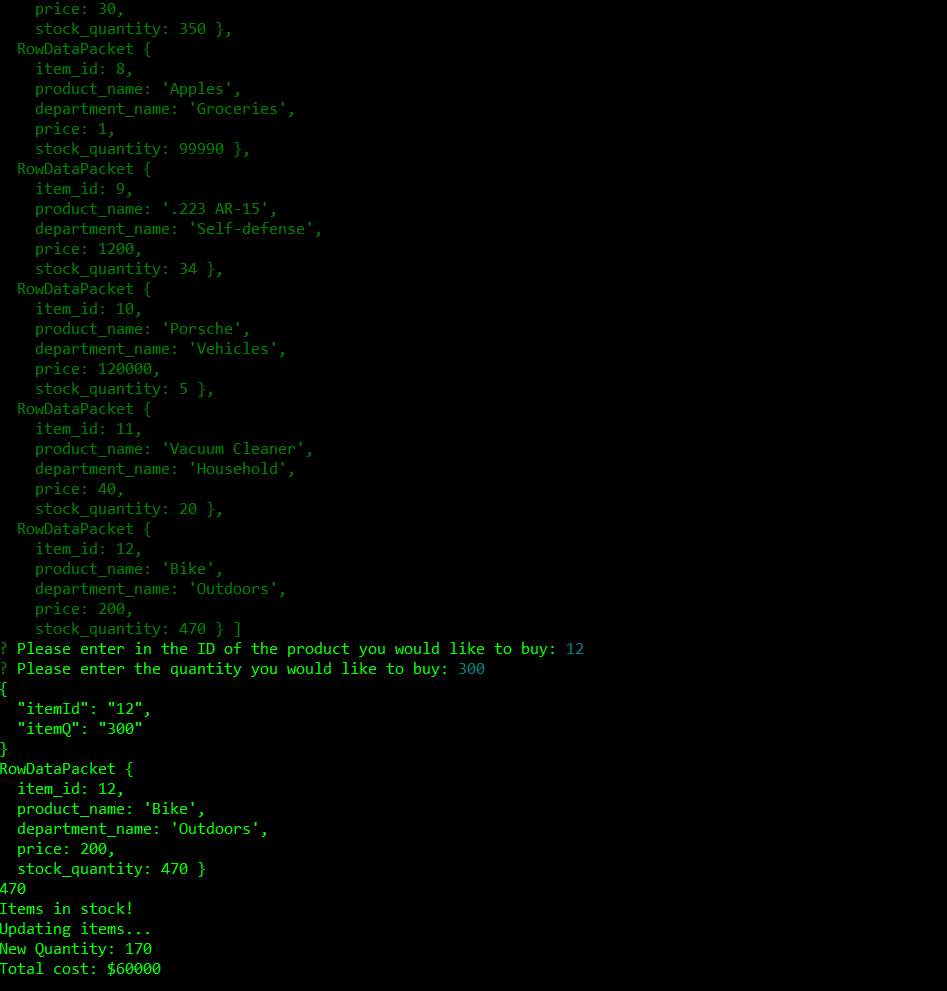 price: 30,
    stock_quantity: 350 },
  RowDataPacket {
    item_id: 8,
    product_name: 'Apples',
    department_name: 'Groceries',
    price: 1,
    stock_quantity: 99990 },
  RowDataPacket {
    item_id: 9,
    product_name: '.223 AR-15',
    department_name: 'Self-defense',
    price: 1200,
    stock_quantity: 34 },
  RowDataPacket {
    item_id: 10,
    product_name: 'Porsche',
    department_name: 'Vehicles',
    price: 120000,
    stock_quantity: 5 },
  RowDataPacket {
    item_id: 11,
    product_name: 'Vacuum Cleaner',
    department_name: 'Household',
    price: 40,
    stock_quantity: 20 },
  RowDataPacket {
    item_id: 12,
    product_name: 'Bike',
    department_name: 'Outdoors',
    price: 200,
    stock_quantity: 470 } ]
? Please enter in the ID of the product you would like to buy: 12
? Please enter the quantity you would like to buy: 300
{
  "itemId": "12",
  "itemQ": "300"
}
RowDataPacket {
  item_id: 12,
  product_name: 'Bike',
  department_name: 'Outdoors',
  price: 200,
  stock_quantity: 470 }
470
Items in stock!
Updating items...
New Quantity: 170
Total cost: $60000